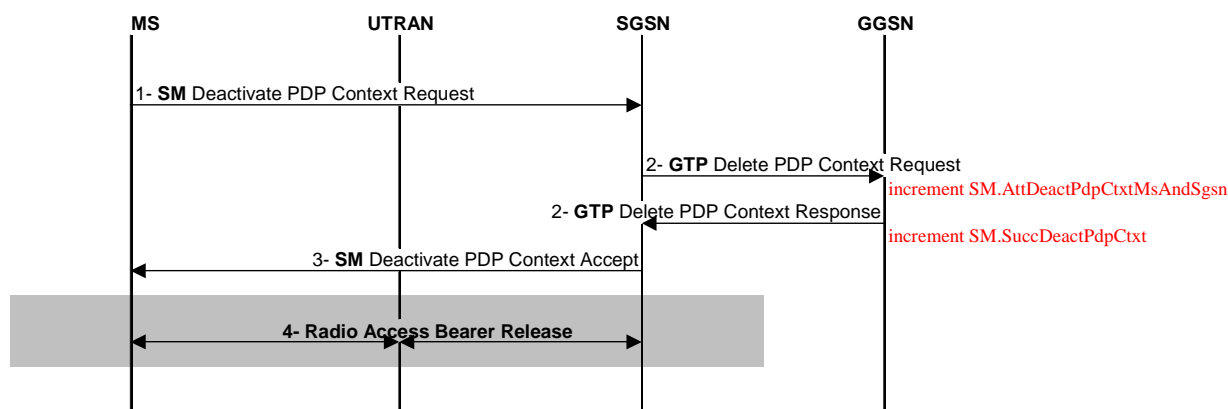 MS UTRAN SGSN GGSN
1- SM Deactivate PDP Context Request
2- GTP Delete PDP Context Request
increment SM.AttDeactPdpCtxtMsAndSgsn
2- GTP Delete PDP Context Response
increment SM.SuccDeactPdpCtxt
3- SM Deactivate PDP Context Accept
4- Radio Access Bearer Release